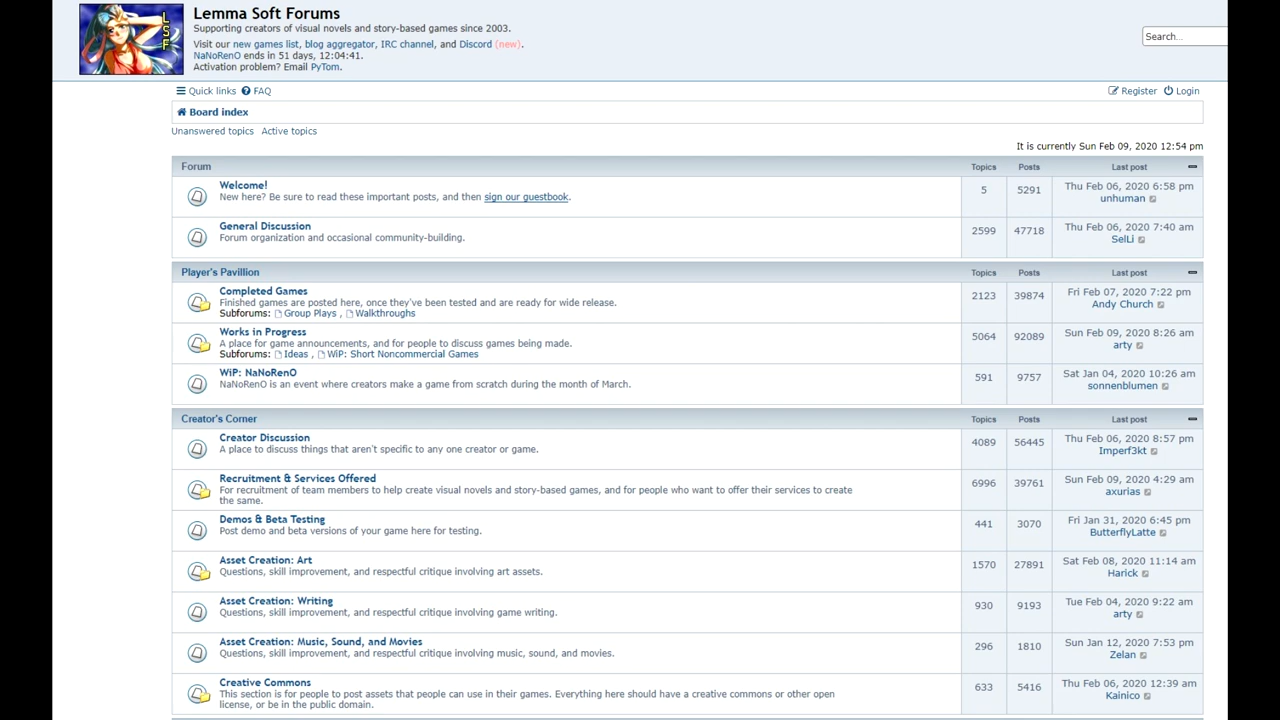 LSF
Lemma Soft Forums
Supporting creators of visual novels and story-based games since 2003.
Visit our new games list, blog aggregator, IRC channel, and Discord (new).
NaNoRenO ends in 51 days, 12:04:41.
Activation problem? Email PyTom.
Search...
Quick links FAQ Register Login
Board index
Unanswered topics Active topics
It is currently Sun Feb 09, 2020 12:54 pm
Forum Topics Posts Last post
Welcome!
New here? Be sure to read these important posts, and then sign our guestbook.
5 5291 Thu Feb 06, 2020 6:58 pm
unhuman
General Discussion
Forum organization and occasional community-building.
2599 47718 Thu Feb 06, 2020 7:40 am
SelLi
Player's Pavillion Topics Posts Last post
Completed Games
Finished games are posted here, once they've been tested and are ready for wide release.
Subforums: Group Plays , Walkthroughs
2123 39874 Fri Feb 07, 2020 7:22 pm
Andy Church
Works in Progress
A place for game announcements, and for people to discuss games being made.
Subforums: Ideas , WiP: Short Noncommercial Games
5064 92089 Sun Feb 09, 2020 8:26 am
arty
WiP: NaNoRenO
NaNoRenO is an event where creators make a game from scratch during the month of March.
591 9757 Sat Jan 04, 2020 10:26 am
sonnenblumen
Creator's Corner Topics Posts Last post
Creator Discussion
A place to discuss things that aren't specific to any one creator or game.
4089 56445 Thu Feb 06, 2020 8:57 pm
Imperf3kt
Recruitment & Services Offered
For recruitment of team members to help create visual novels and story-based games, and for people who want to offer their services to create
the same.
6996 39761 Sun Feb 09, 2020 4:29 am
axurias
Demos & Beta Testing
Post demo and beta versions of your game here for testing.
441 3070 Fri Jan 31, 2020 6:45 pm
ButterflyLatte
Asset Creation: Art
Questions, skill improvement, and respectful critique involving art assets.
1570 27891 Sat Feb 08, 2020 11:14 am
Harick
Asset Creation: Writing
Questions, skill improvement, and respectful critique involving game writing.
930 9193 Tue Feb 04, 2020 9:22 am
arty
Asset Creation: Music, Sound, and Movies
Questions, skill improvement, and respectful critique involving music, sound, and movies.
296 1810 Sun Jan 12, 2020 7:53 pm
Zelan
Creative Commons
This section is for people to post assets that people can use in their games. Everything here should have a creative commons or other open
license, or be in the public domain.
633 5416 Thu Feb 06, 2020 12:39 am
Kainico